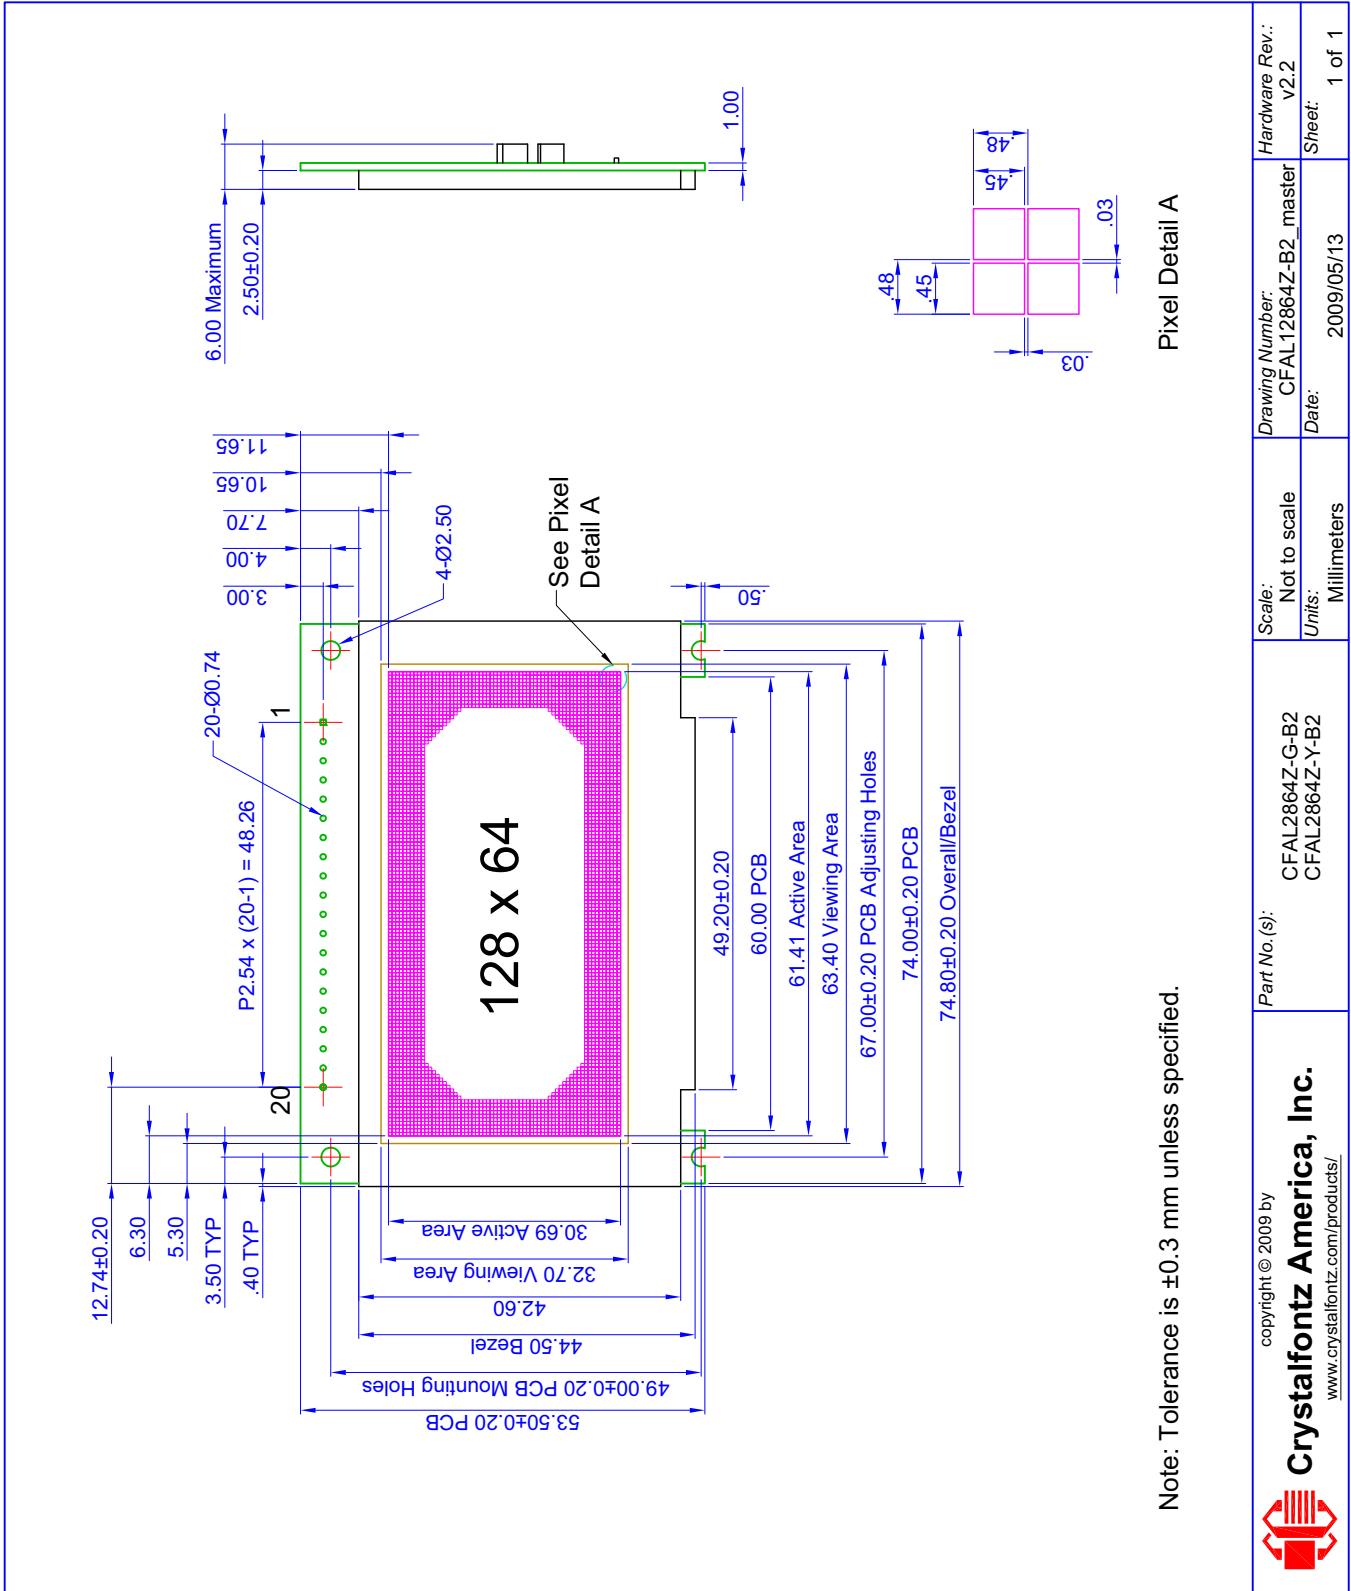 12.74±0.20
6.30
5.30
3.50 TYP
.40 TYP
P2.54 x (20-1) = 48.26
20
1
20-Ø0.74
3.00
4.00
7.70
10.65
11.65
4-Ø2.50
See Pixel
Detail A
128 x 64
.50
53.50±0.20 PCB
49.00±0.20 PCB Mounting Holes
44.50 Bezel
42.60
32.70 Viewing Area
30.69 Active Area
49.20±0.20
60.00 PCB
61.41 Active Area
63.40 Viewing Area
67.00±0.20 PCB Adjusting Holes
74.00±0.20 PCB
74.80±0.20 Overall/Bezel
6.00 Maximum
2.50±0.20
1.00
.48
.45
.03
.48
.45
.03
Pixel Detail A
Note: Tolerance is ±0.3 mm unless specified.
copyright © 2009 by
Crystalfontz America, Inc.
www.crystalfontz.com/products/
Part No.(s):
CFAL2864Z-G-B2
CFAL2864Z-Y-B2
Scale:
Not to scale
Units:
Millimeters
Drawing Number:
CFAL12864Z-B2_master
Date:
2009/05/13
Hardware Rev.:
v2.2
Sheet:
1 of 1